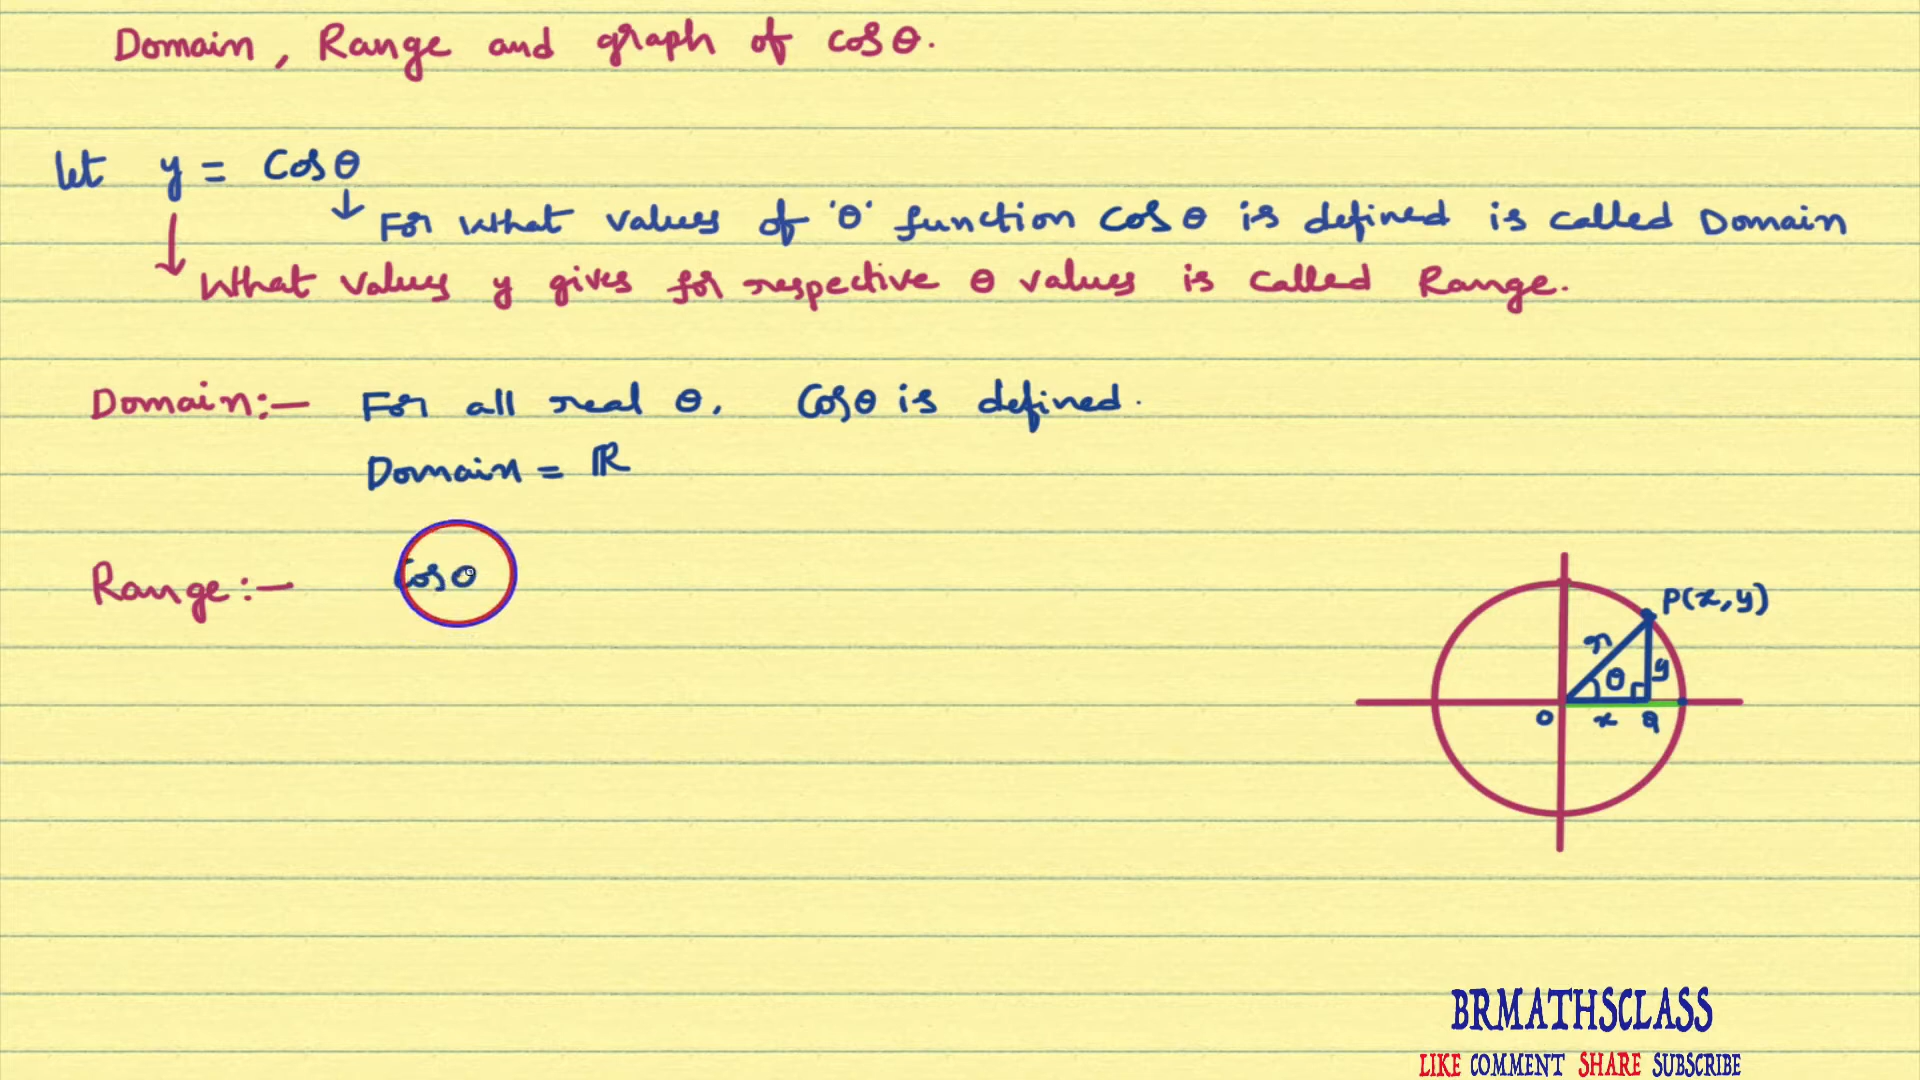 Domain, Range and graph of cosθ.
Let y = Cosθ
↓ For what values of 'θ' function Cosθ is defined is called Domain
↓ What values y gives for respective θ values is called Range.
Domain:— For all real θ, Cosθ is defined.
Domain = ℝ
Range:— Cosθ
P(x,y)
r
θ
y
O x Q
BRMATHSCLASS
LIKE COMMENT SHARE SUBSCRIBE